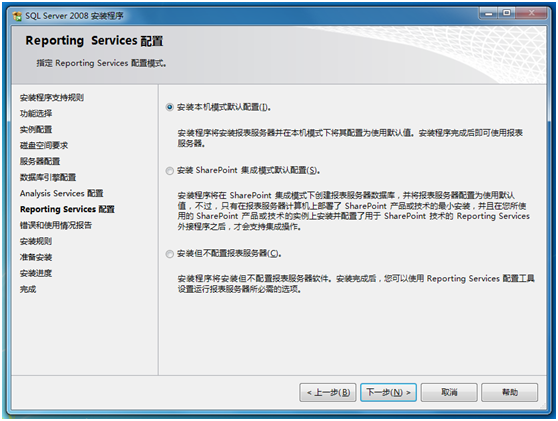 SQL Server 2008 安装程序
Reporting Services 配置
指定 Reporting Services 配置模式。
安装程序支持规则
功能选择
实例配置
磁盘空间要求
服务器配置
数据库引擎配置
Analysis Services 配置
Reporting Services 配置
错误和使用情况报告
安装规则
准备安装
安装进度
完成
安装本机模式默认配置(I)。
安装程序将安装报表服务器并在本机模式下将其配置为使用默认值。安装程序完成后即可使用报表
服务器。
安装 SharePoint 集成模式默认配置(S)。
安装程序将在 SharePoint 集成模式下创建报表服务器数据库，并将报表服务器配置为使用默认
值，不过，只有在报表服务器计算机上部署了 SharePoint 产品或技术的最小安装，并且在您所使
用的 SharePoint 产品或技术的实例上安装并配置了用于 SharePoint 技术的 Reporting Services
外接程序之后，才会支持集成操作。
安装但不配置报表服务器(C)。
安装程序将安装但不配置报表服务器软件。安装完成后，您可以使用 Reporting Services 配置工具
设置运行报表服务器所必需的选项。
< 上一步(B)
下一步(N) >
取消
帮助